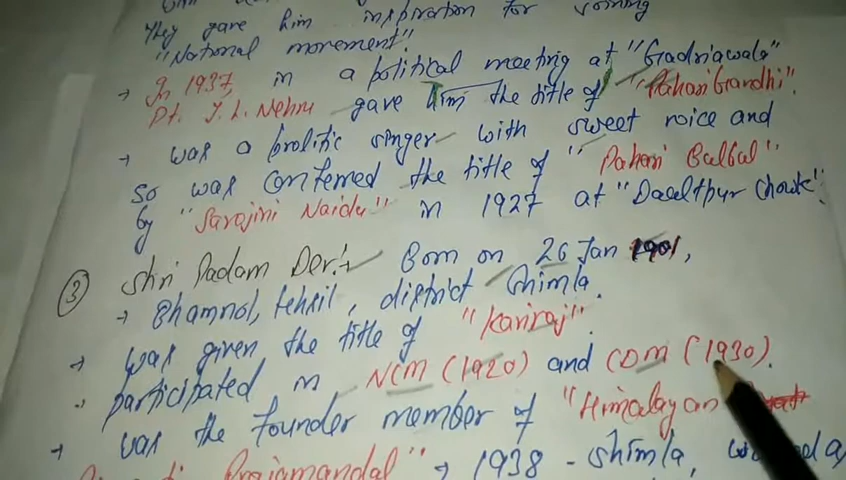 They gave him inspiration for joining
"National movement".
→ In 1937, in a political meeting at "Gadriawala"
Pt. J. L. Nehru gave him the title of "Pahari Gandhi".
→ was a prolific singer with sweet voice and
so was conferred the title of "Pahari Bulbul"
by "Sarojini Naidu" in 1927 at "Daultpur Chowk".
③ Shri Padam Dev:→ Born on 26 Jan 1901,
→ Bhamnol, tehsil, district Shimla.
→ was given the title of "Kaviraj".
→ participated in NCM (1920) and CDM (1930).
→ was the founder member of "Himalayan
Prajamandal" → 1938 - Shimla,